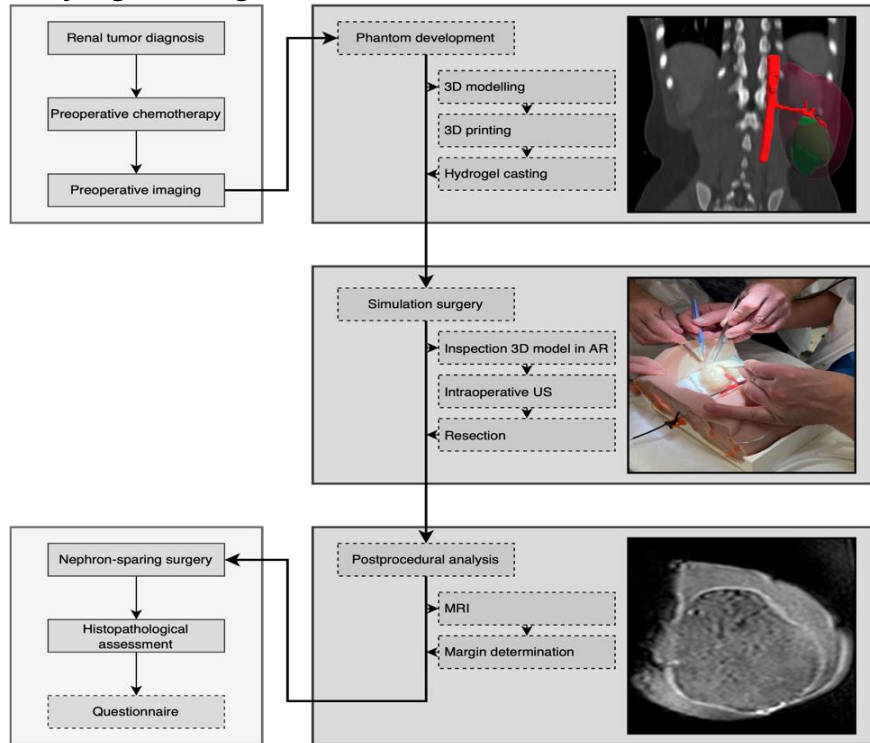 Renal tumor diagnosis
Preoperative chemotherapy
Preoperative imaging
Phantom development
3D modelling
3D printing
Hydrogel casting
Simulation surgery
Inspection 3D model in AR
Intraoperative US
Resection
Postprocedural analysis
MRI
Margin determination
Nephron-sparing surgery
Histopathological
assessment
Questionnaire